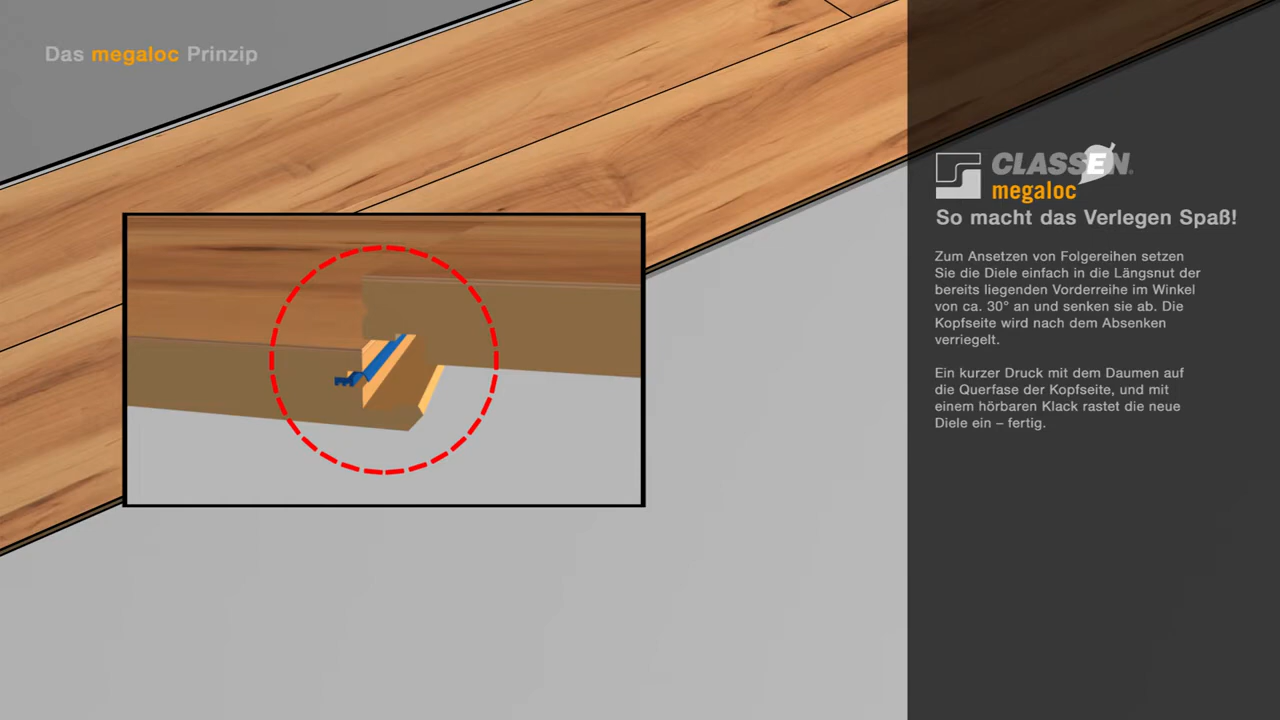 Das megaloc Prinzip
CLASSEN®
megaloc
So macht das Verlegen Spaß!
Zum Ansetzen von Folgereihen setzen
Sie die Diele einfach in die Längsnut der
bereits liegenden Vorderreihe im Winkel
von ca. 30° an und senken sie ab. Die
Kopfseite wird nach dem Absenken
verriegelt.
Ein kurzer Druck mit dem Daumen auf
die Querfase der Kopfseite, und mit
einem hörbaren Klack rastet die neue
Diele ein – fertig.